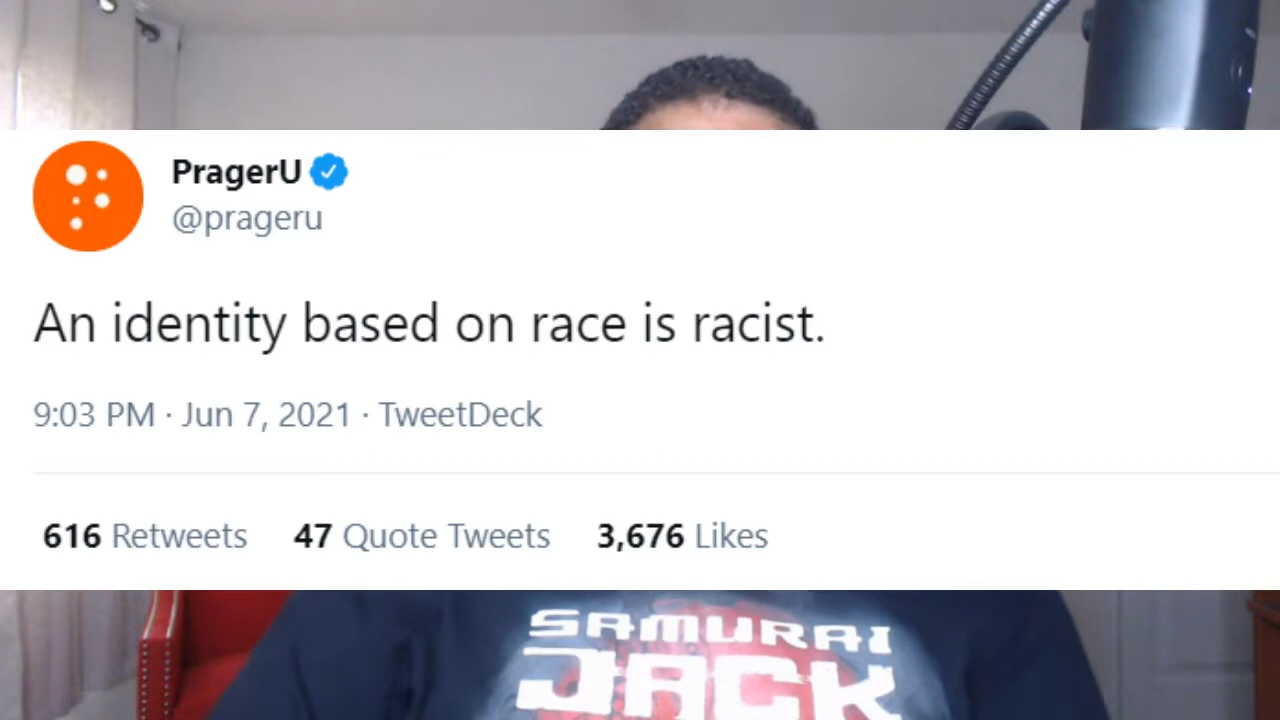 PragerU
@prageru
An identity based on race is racist.
9:03 PM · Jun 7, 2021 · TweetDeck
616 Retweets 47 Quote Tweets 3,676 Likes
SAMURAI
JACK